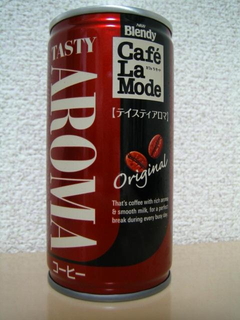 TASTY
AROMA
コーヒー
Blendy
Café
La
Mode
【テイスティアロマ】
Original
That's coffee with rich aroma
& smooth milk, for a perfect
break during every busy day.